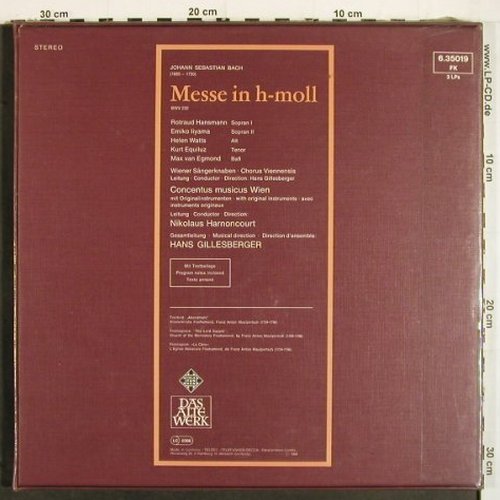 30
cm
20
10
cm
STEREO
6.35019
FK
3 LPs
JOHANN SEBASTIAN BACH
(1685 – 1750)
Messe in h-moll
BWV 232
Rotraud Hansmann Sopran I
Emiko Iiyama Sopran II
Helen Watts Alt
Kurt Equiluz Tenor
Max van Egmond Baß
Wiener Sängerknaben · Chorus Viennensis
Leitung · Conductor · Direction: Hans Gillesberger
Concentus musicus Wien
mit Originalinstrumenten · with original instruments · avec
instruments originaux
Leitung · Conductor · Direction:
Nikolaus Harnoncourt
Gesamtleitung · Musical direction · Direction d'ensemble:
HANS GILLESBERGER
Mit Textbeilage
Program notes inclosed
Texte annexé
DAS
ALTE
WERK
LC
© www.LP-CD.de
cm
10
20 cm
30 cm